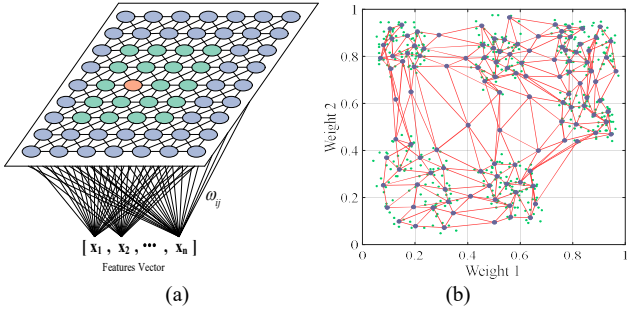 ω_ij
[ x₁ , x₂ , ··· , xₙ ]
Features Vector
(a)
1
0.8
0.6
0.4
0.2
0
Weight 2
0 0.2 0.4 0.6 0.8 1
Weight 1
(b)